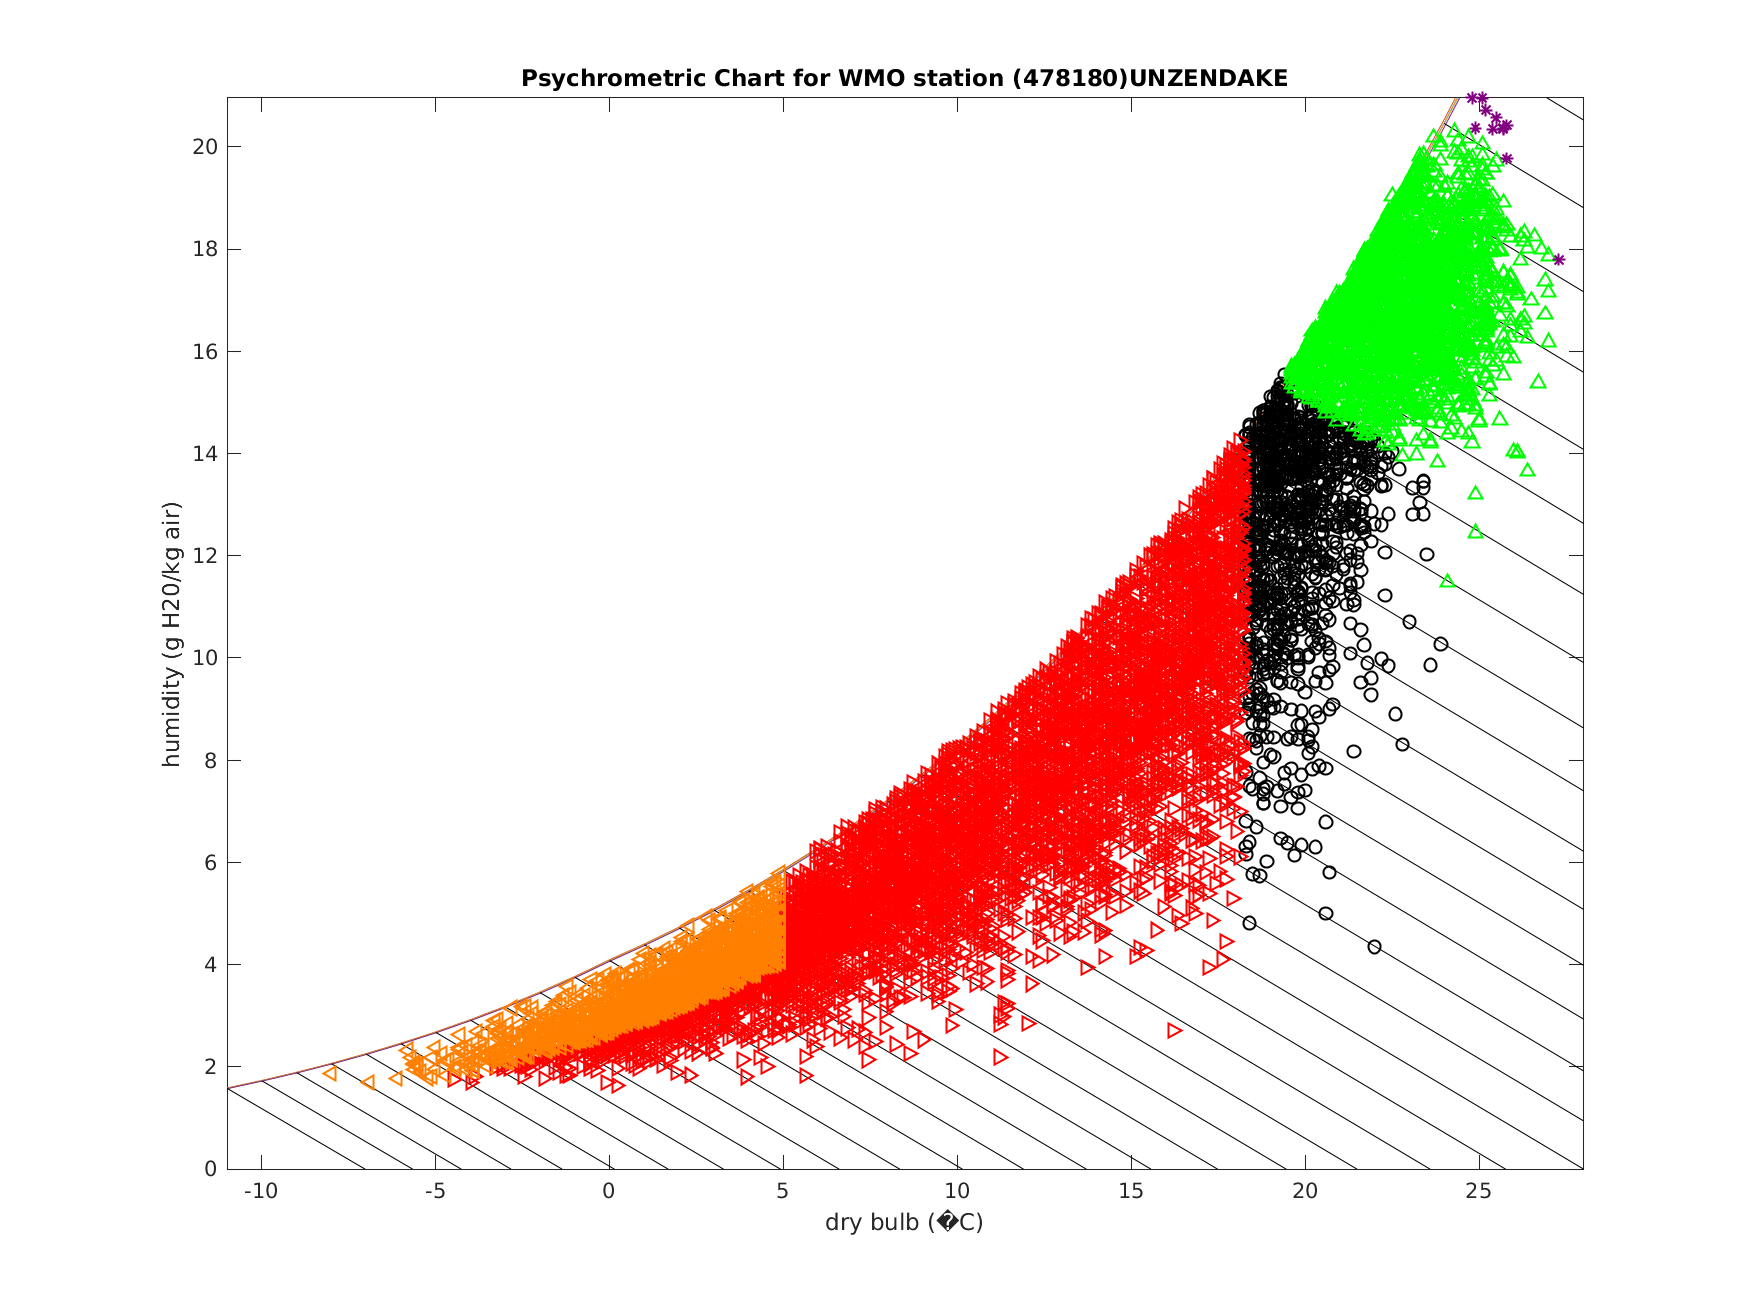 Psychrometric Chart for WMO station (478180)UNZENDAKE
humidity (g H20/kg air)
20
18
16
14
12
10
8
6
4
2
0
-10 -5 0 5 10 15 20 25
dry bulb (�C)